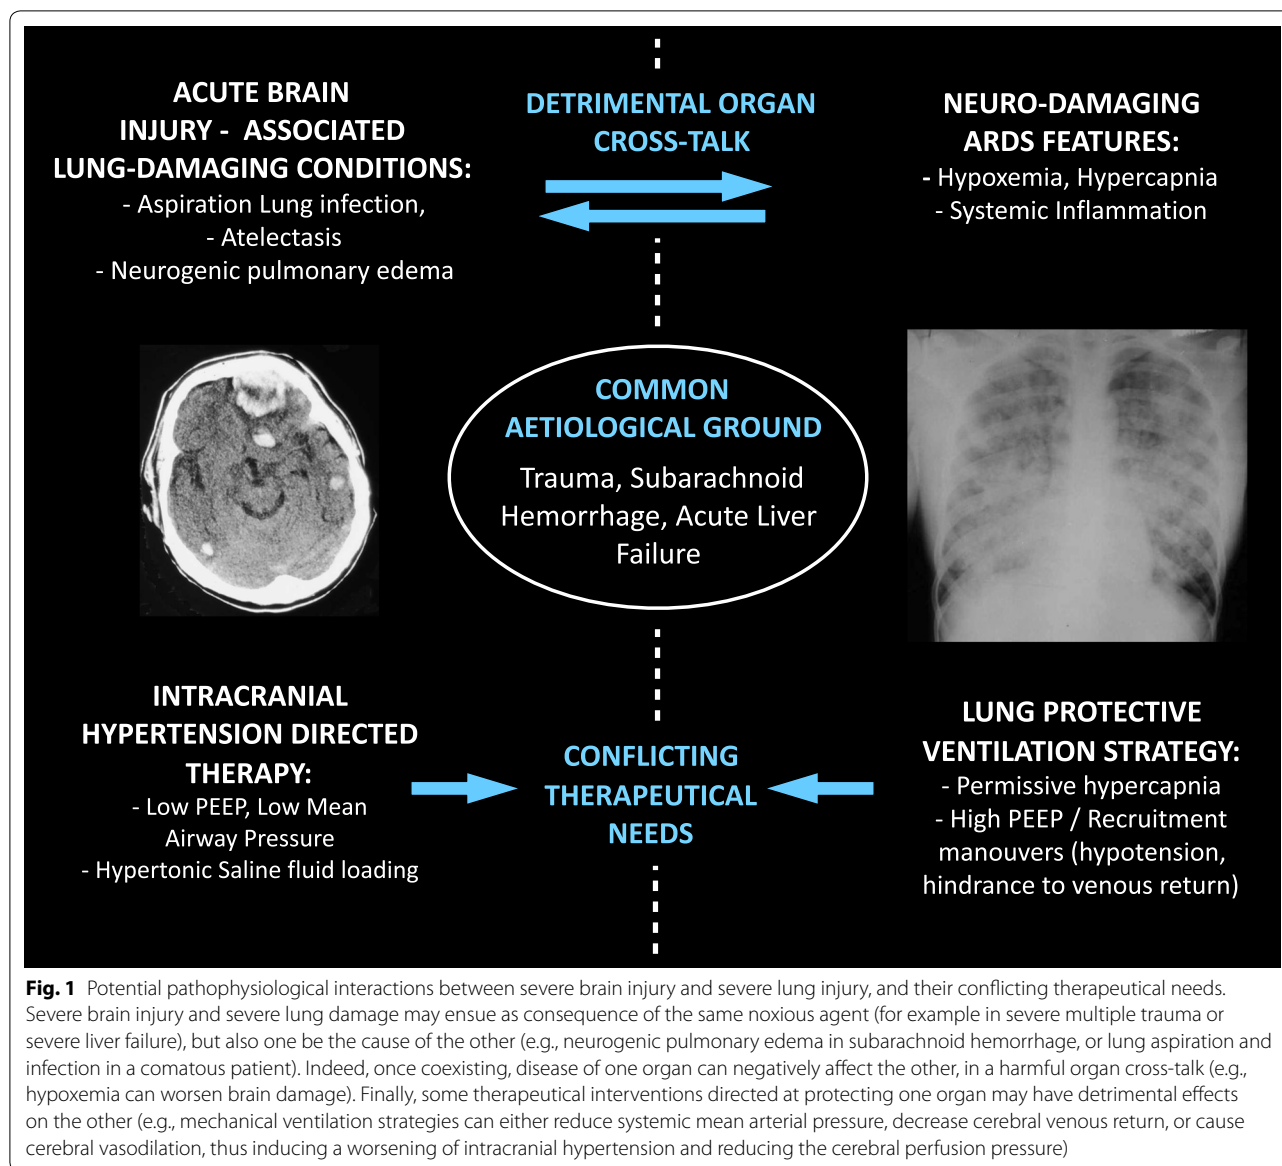 ACUTE BRAIN
INJURY - ASSOCIATED
LUNG-DAMAGING CONDITIONS:
- Aspiration Lung infection,
- Atelectasis
- Neurogenic pulmonary edema
DETRIMENTAL ORGAN
CROSS-TALK
NEURO-DAMAGING
ARDS FEATURES:
- Hypoxemia, Hypercapnia
- Systemic Inflammation
COMMON
AETIOLOGICAL GROUND
Trauma, Subarachnoid
Hemorrhage, Acute Liver
Failure
INTRACRANIAL
HYPERTENSION DIRECTED
THERAPY:
- Low PEEP, Low Mean
Airway Pressure
- Hypertonic Saline fluid loading
CONFLICTING
THERAPEUTICAL
NEEDS
LUNG PROTECTIVE
VENTILATION STRATEGY:
- Permissive hypercapnia
- High PEEP / Recruitment
manouvers (hypotension,
hindrance to venous return)
Fig. 1 Potential pathophysiological interactions between severe brain injury and severe lung injury, and their conflicting therapeutical needs.
Severe brain injury and severe lung damage may ensue as consequence of the same noxious agent (for example in severe multiple trauma or
severe liver failure), but also one be the cause of the other (e.g., neurogenic pulmonary edema in subarachnoid hemorrhage, or lung aspiration and
infection in a comatous patient). Indeed, once coexisting, disease of one organ can negatively affect the other, in a harmful organ cross-talk (e.g.,
hypoxemia can worsen brain damage). Finally, some therapeutical interventions directed at protecting one organ may have detrimental effects
on the other (e.g., mechanical ventilation strategies can either reduce systemic mean arterial pressure, decrease cerebral venous return, or cause
cerebral vasodilation, thus inducing a worsening of intracranial hypertension and reducing the cerebral perfusion pressure)